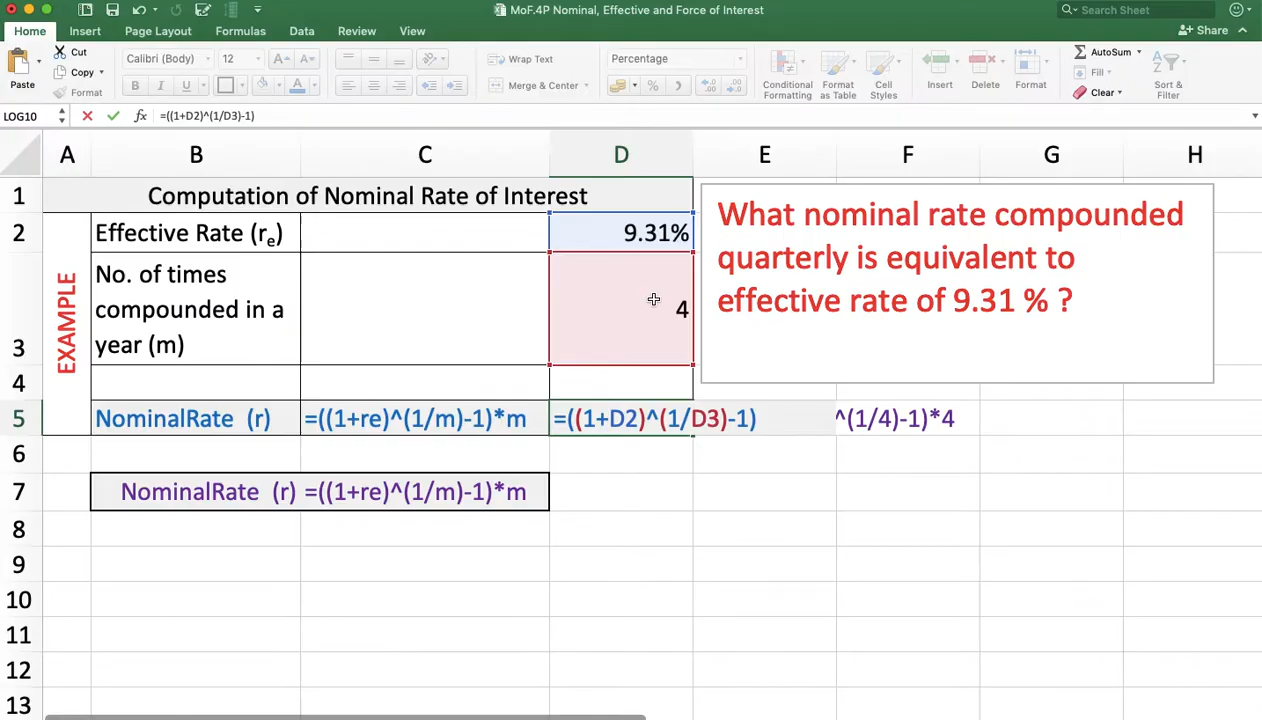 MoF.4P Nominal, Effective and Force of Interest
Search Sheet
Home Insert Page Layout Formulas Data Review View
Share
Paste
Cut
Copy
Format
Calibri (Body) 12
A A
B I U A
Wrap Text
Merge & Center
Percentage
%
Conditional Formatting
Format as Table
Cell Styles
Insert
Delete
Format
AutoSum
Fill
Clear
Sort & Filter
LOG10 fx =((1+D2)^(1/D3)-1)
A B C D E F G H
1 Computation of Nominal Rate of Interest
2 Effective Rate (re) 9.31%
EXAMPLE
No. of times
compounded in a
3 year (m) 4
4
5 NominalRate (r) =((1+re)^(1/m)-1)*m =((1+D2)^(1/D3)-1) ^(1/4)-1)*4
6
7 NominalRate (r) =((1+re)^(1/m)-1)*m
8
9
10
11
12
13
What nominal rate compounded
quarterly is equivalent to
effective rate of 9.31 % ?